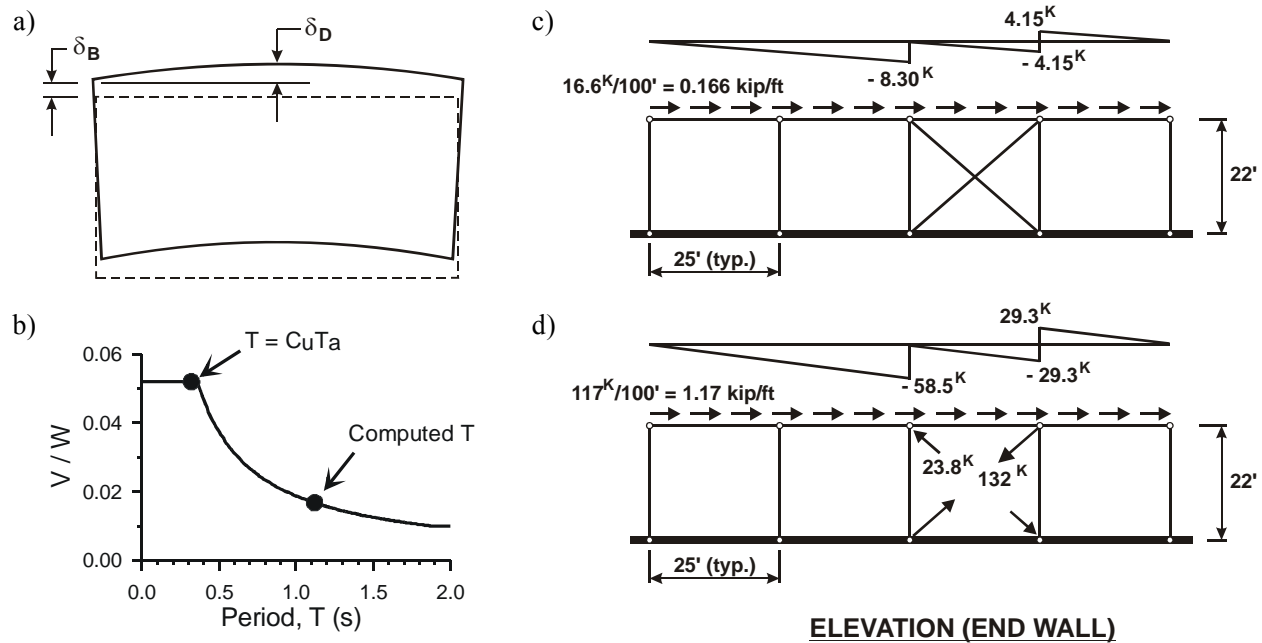 a)
δD
δB
b)
0.06
T = CuTa
0.04
V / W
Computed T
0.02
0.00
0.0
0.5
1.0
1.5
2.0
Period, T (s)
c)
4.15K
- 8.30K
- 4.15K
16.6K/100' = 0.166 kip/ft
22'
25' (typ.)
d)
29.3K
- 58.5K
- 29.3K
117K/100' = 1.17 kip/ft
23.8K
132 K
22'
25' (typ.)
ELEVATION (END WALL)